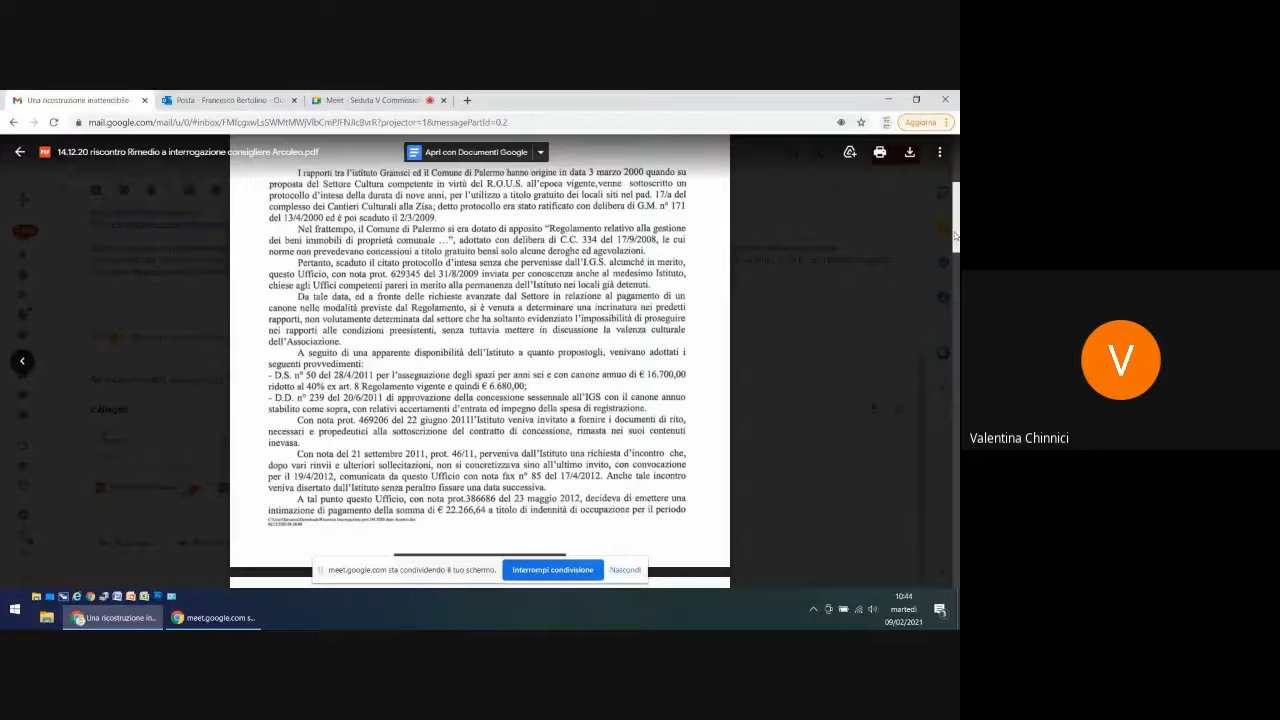 Una ricostruzione inattendibile
Posta - Francesco Bertolino - Ou
Meet - Seduta V Commissi
mail.google.com/mail/u/0/#inbox/FMfcgxwLsSWMtMWjVlbCmPJFNJlcBvrR?projector=1&messagePartId=0.2
Aggiorna
14.12.20 riscontro Rimedio a interrogazione consigliere Arcoleo.pdf
Apri con Documenti Google
I rapporti tra l'istituto Gramsci ed il Comune di Palermo hanno origine in data 3 marzo 2000 quando su
proposta del Settore Cultura competente in virtù del R.O.U.S. all'epoca vigente,venne sottoscritto un
protocollo d'intesa della durata di nove anni, per l'utilizzo a titolo gratuito dei locali siti nel pad. 17/a del
complesso dei Cantieri Culturali alla Zisa; detto protocollo era stato ratificato con delibera di G.M. n° 171
del 13/4/2000 ed è poi scaduto il 2/3/2009.
Nel frattempo, il Comune di Palermo si era dotato di apposito "Regolamento relativo alla gestione
dei beni immobili di proprietà comunale ...", adottato con delibera di C.C. 334 del 17/9/2008, le cui
norme non prevedevano concessioni a titolo gratuito bensì solo alcune deroghe ed agevolazioni.
Pertanto, scaduto il citato protocollo d'intesa senza che pervenisse dall'I.G.S. alcunché in merito,
questo Ufficio, con nota prot. 629345 del 31/8/2009 inviata per conoscenza anche al medesimo Istituto,
chiese agli Uffici competenti pareri in merito alla permanenza dell'Istituto nei locali già detenuti.
Da tale data, ed a fronte delle richieste avanzate dal Settore in relazione al pagamento di un
canone nelle modalità previste dal Regolamento, si è venuta a determinare una incrinatura nei predetti
rapporti, non volutamente determinata dal settore che ha soltanto evidenziato l'impossibilità di proseguire
nei rapporti alle condizioni preesistenti, senza tuttavia mettere in discussione la valenza culturale
dell'Associazione.
A seguito di una apparente disponibilità dell'Istituto a quanto propostogli, venivano adottati i
seguenti provvedimenti:
- D.S. n° 50 del 28/4/2011 per l'assegnazione degli spazi per anni sei e con canone annuo di € 16.700,00
ridotto al 40% ex art. 8 Regolamento vigente e quindi € 6.680,00;
- D.D. n° 239 del 20/6/2011 di approvazione della concessione sessennale all'IGS con il canone annuo
stabilito come sopra, con relativi accertamenti d'entrata ed impegno della spesa di registrazione.
Con nota prot. 469206 del 22 giugno 2011l'Istituto veniva invitato a fornire i documenti di rito,
necessari e propedeutici alla sottoscrizione del contratto di concessione, rimasta nei suoi contenuti
inevasa.
Con nota del 21 settembre 2011, prot. 46/11, perveniva dall'Istituto una richiesta d'incontro che,
dopo vari rinvii e ulteriori sollecitazioni, non si concretizzava sino all'ultimo invito, con convocazione
per il 19/4/2012, comunicata da questo Ufficio con nota fax n° 85 del 17/4/2012. Anche tale incontro
veniva disertato dall'Istituto senza peraltro fissare una data successiva.
A tal punto questo Ufficio, con nota prot.386686 del 23 maggio 2012, decideva di emettere una
intimazione di pagamento della somma di € 22.266,64 a titolo di indennità di occupazione per il periodo
meet.google.com sta condividendo il tuo schermo.
Interrompi condivisione
Nascondi
Una ricostruzione in...
meet.google.com s...
10:44
martedì
09/02/2021
V
Valentina Chinnici